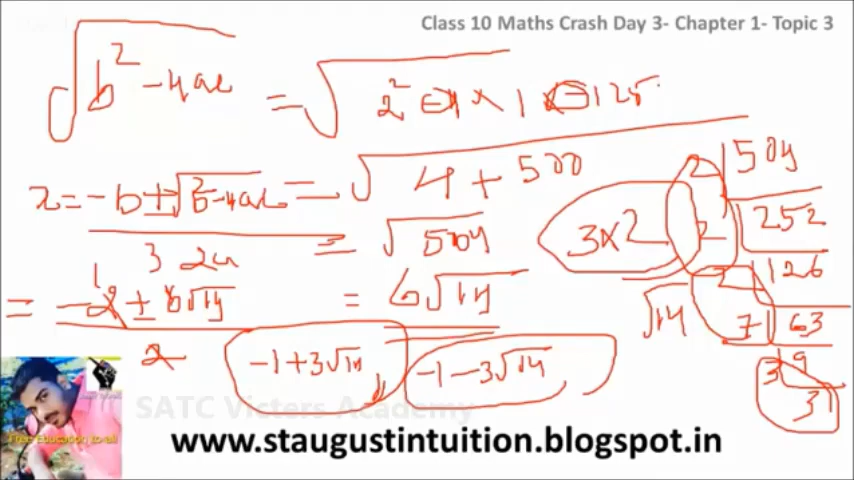 Class 10 Maths Crash Day 3- Chapter 1- Topic 3
√b² -4ac = √2² - 4 × 1 × -125
= √4 + 500
x = -b ± √b² - 4ac
2a
= √504
= 6√14
= -2 ± 6√14
2
1
3
-1 + 3√14, -1 - 3√14
2 504
2 252
2 126
7 63
3 9
3
3×2
√14
SATC Victers Academy
Free Education to all
www.staugustintuition.blogspot.in